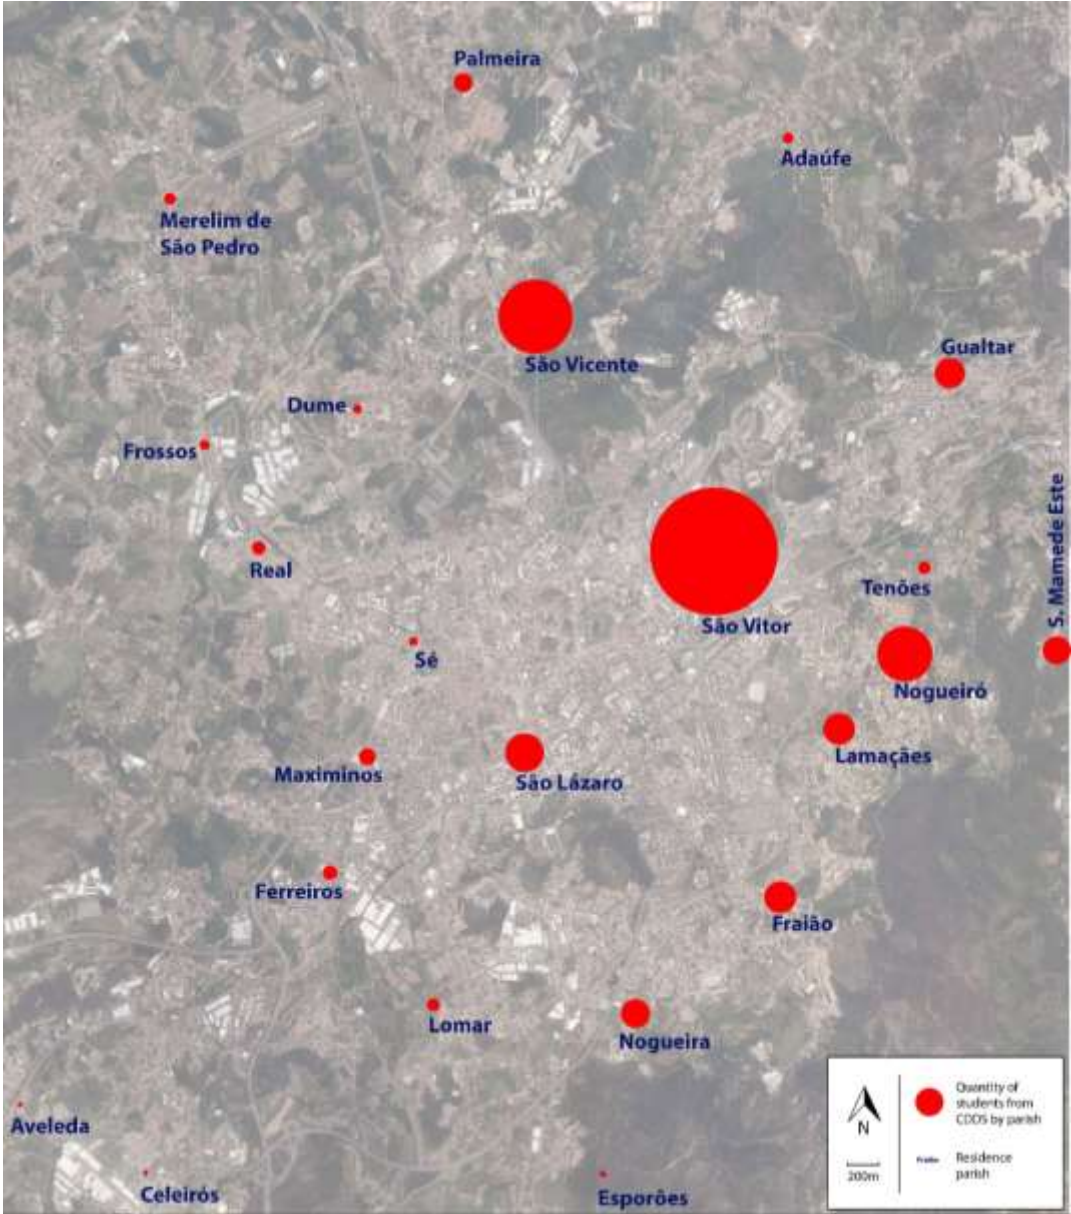 Palmeira
Adaúfe
Merelim de
São Pedro
São Vicente
Gualtar
Dume
Frossos
S. Mamede Este
Real
Tenões
São Vitor
Sé
Nogueiró
Lamaçães
Maximinos
São Lázaro
Ferreiros
Fraião
Lomar
Nogueira
Aveleda
Celeirós
Esporões
N
200m
Quantity of
students from
CDDS by parish
Fraião
Residence
parish